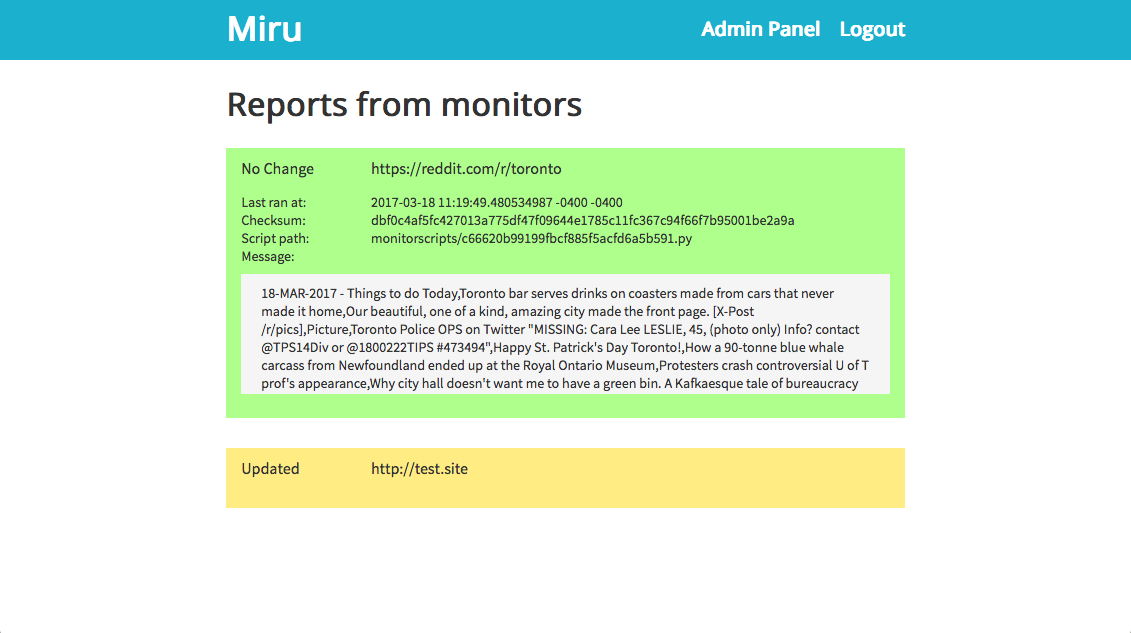 Miru
Admin Panel
Logout
Reports from monitors
No Change https://reddit.com/r/toronto
Last ran at: 2017-03-18 11:19:49.480534987 -0400 -0400
Checksum: dbf0c4af5fc427013a775df47f09644e1785c11fc367c94f66f7b95001be2a9a
Script path: monitorscripts/c66620b99199fbcf885f5acfd6a5b591.py
Message:
18-MAR-2017 - Things to do Today,Toronto bar serves drinks on coasters made from cars that never
made it home,Our beautiful, one of a kind, amazing city made the front page. [X-Post
/r/pics],Picture,Toronto Police OPS on Twitter "MISSING: Cara Lee LESLIE, 45, (photo only) Info? contact
@TPS14Div or @1800222TIPS #473494",Happy St. Patrick's Day Toronto!,How a 90-tonne blue whale
carcass from Newfoundland ended up at the Royal Ontario Museum,Protesters crash controversial U of T
prof's appearance,Why city hall doesn't want me to have a green bin. A Kafkaesque tale of bureaucracy
Updated http://test.site